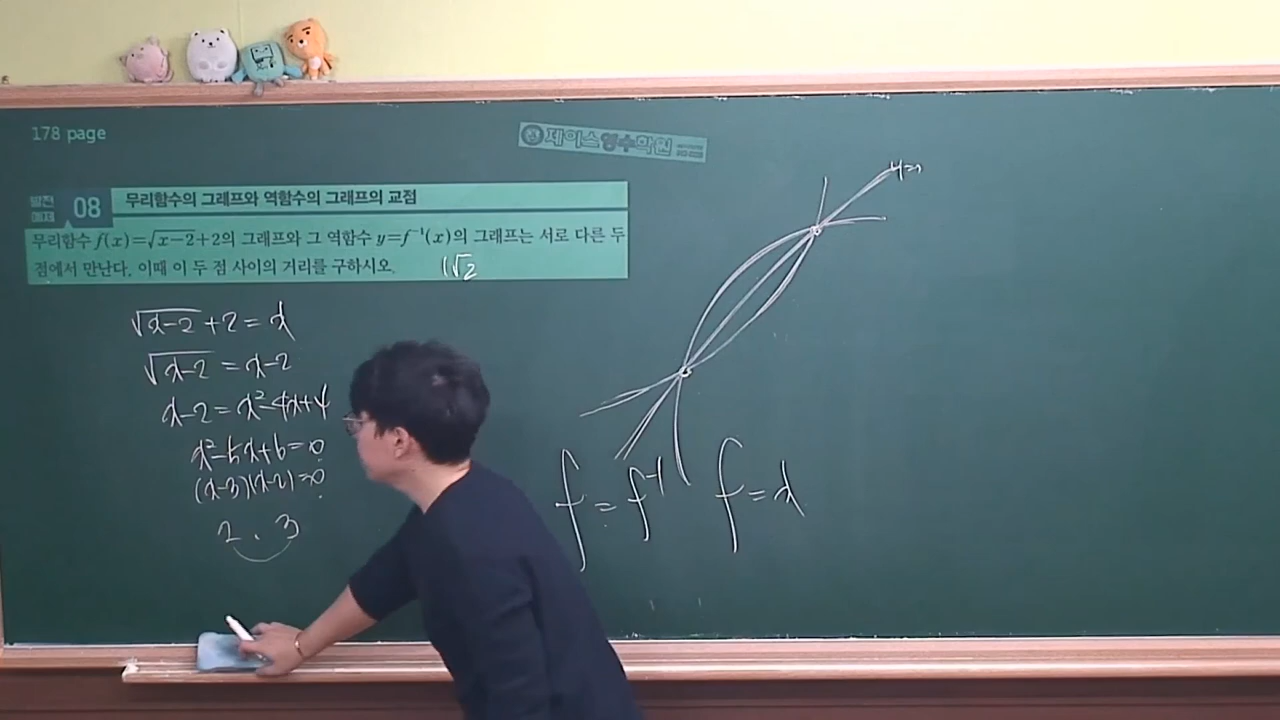 178 page
제이스영수학원
발전
예제 08 무리함수의 그래프와 역함수의 그래프의 교점
무리함수 f(x)=√x−2+2의 그래프와 그 역함수 y=f⁻¹(x)의 그래프는 서로 다른 두
점에서 만난다. 이때 이 두 점 사이의 거리를 구하시오.
1√2
√x−2+2=x
√x−2=x−2
x−2=x²−4x+4
x²−5x+6=0
(x−3)(x−2)=0
2 , 3
y=x
f=f⁻¹ f=x